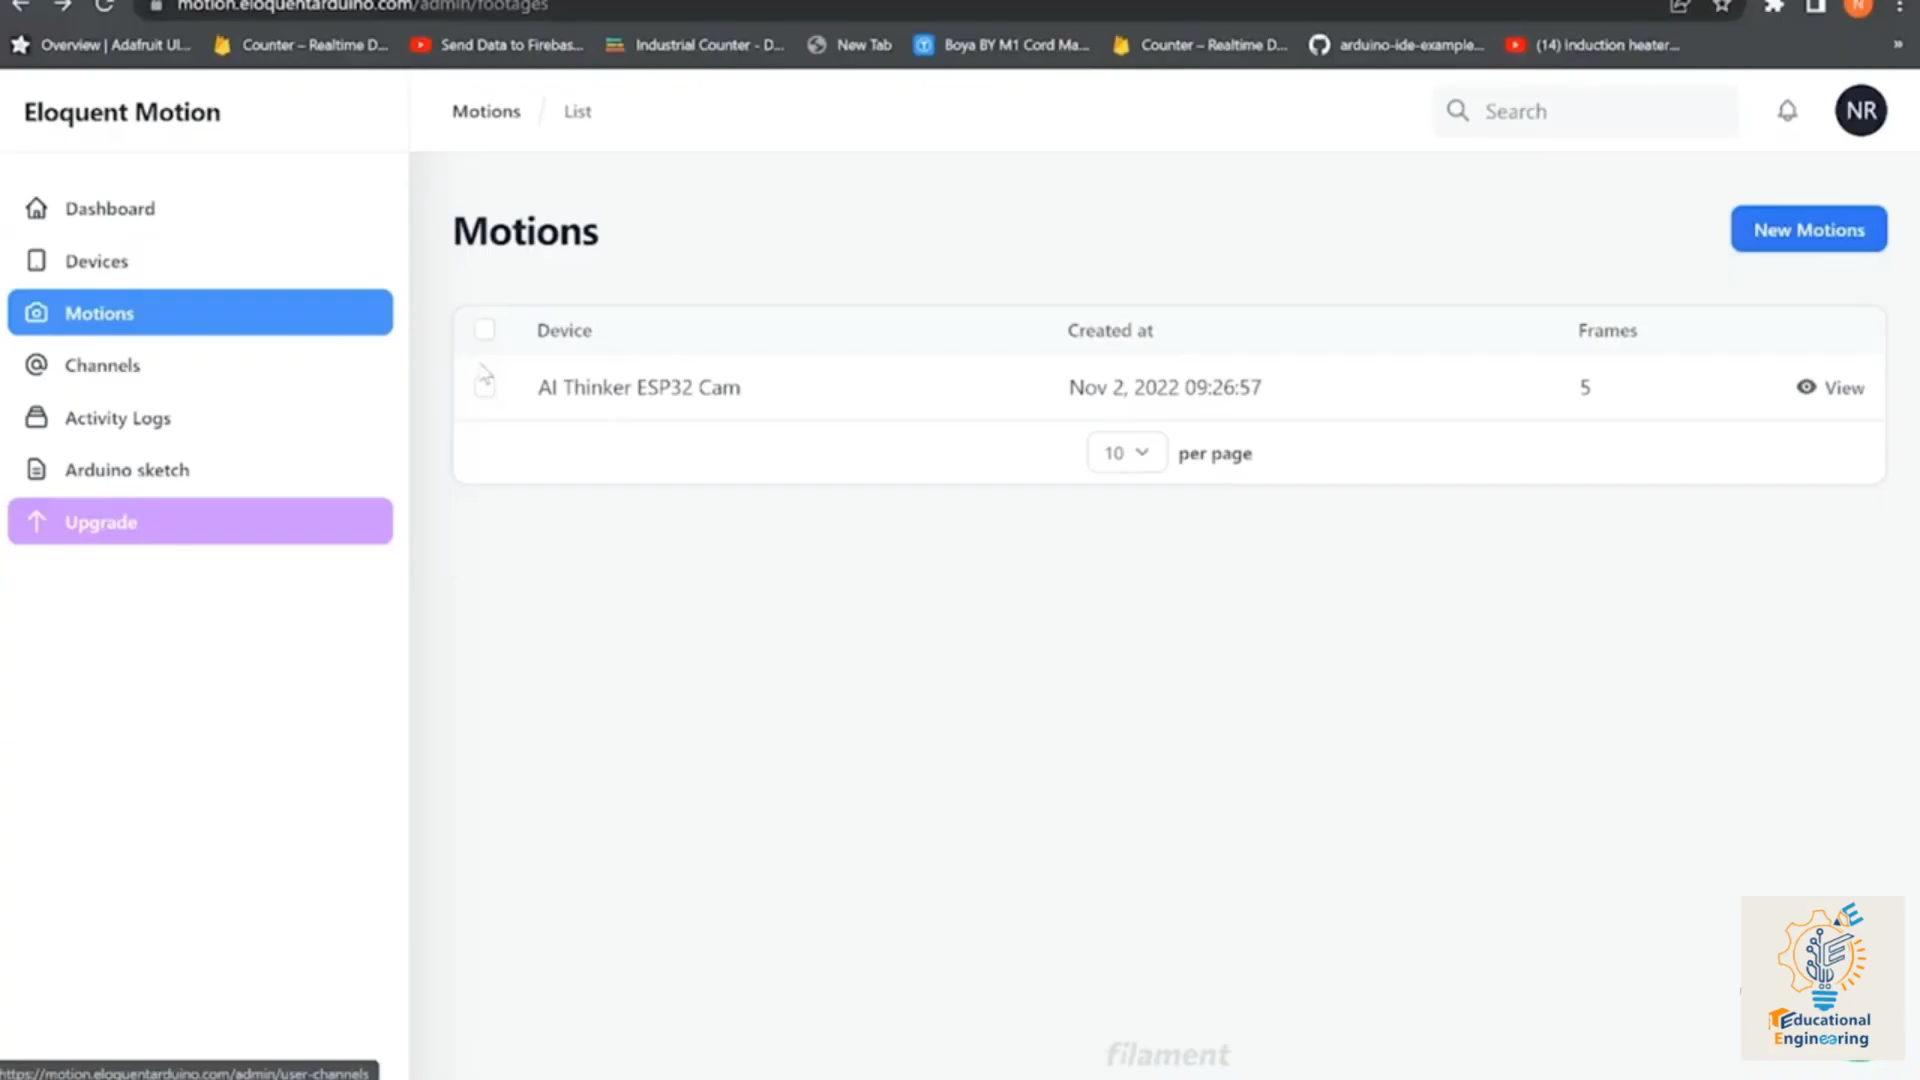 motion.eloquentarduino.com/admin/footages
Overview | Adafruit UI...
Counter – Realtime D...
Send Data to Firebas...
Industrial Counter - D...
New Tab
Boya BY M1 Cord Ma...
Counter – Realtime D...
arduino-ide-example...
(14) Induction heater...
»
Eloquent Motion
Motions / List
Search
NR
Dashboard
Devices
Motions
Channels
Activity Logs
Arduino sketch
Upgrade
Motions
New Motions
Device Created at Frames
AI Thinker ESP32 Cam Nov 2, 2022 09:26:57 5 View
10 per page
filament
Educational
Engineering
https://motion.eloquentarduino.com/admin/user-channels